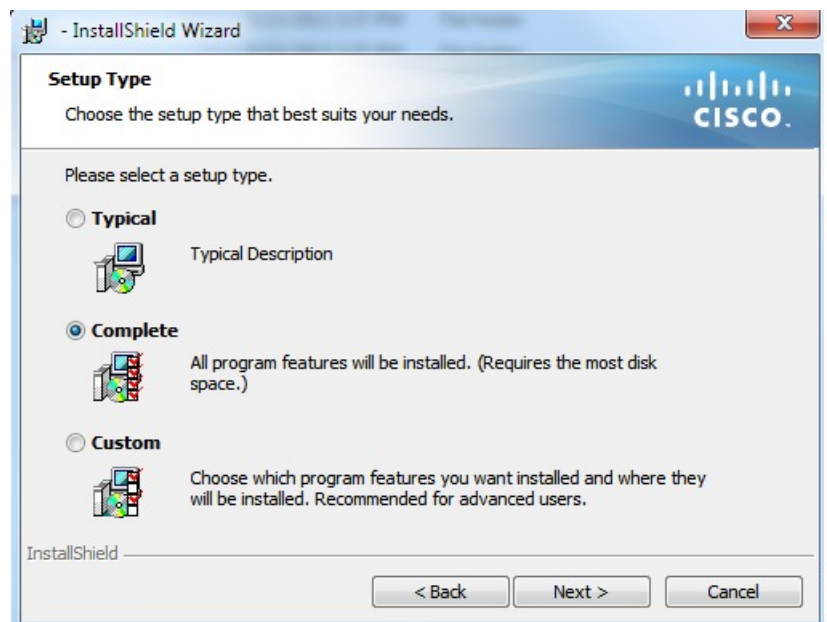 - InstallShield Wizard
Setup Type
Choose the setup type that best suits your needs.
CISCO.
Please select a setup type.
Typical
Typical Description
Complete
All program features will be installed. (Requires the most disk
space.)
Custom
Choose which program features you want installed and where they
will be installed. Recommended for advanced users.
InstallShield
< Back
Next >
Cancel